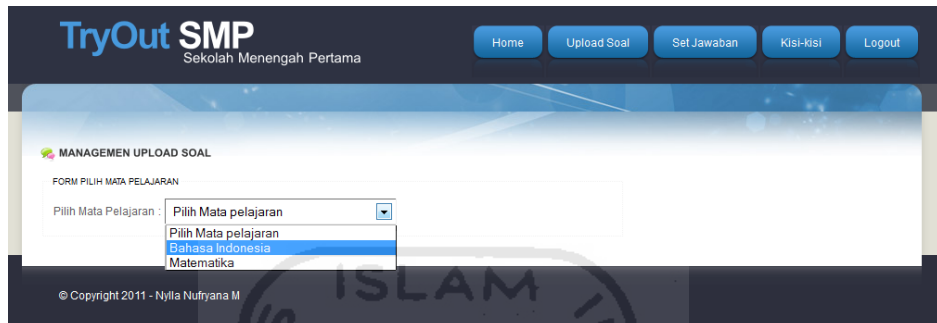 TryOut SMP
Sekolah Menengah Pertama
Home Upload Soal Set Jawaban Kisi-kisi Logout
MANAGEMEN UPLOAD SOAL
FORM PILIH MATA PELAJARAN
Pilih Mata Pelajaran : Pilih Mata pelajaran
Pilih Mata pelajaran
Bahasa Indonesia
Matematika
ISLAM
© Copyright 2011 - Nylla Nufryana M